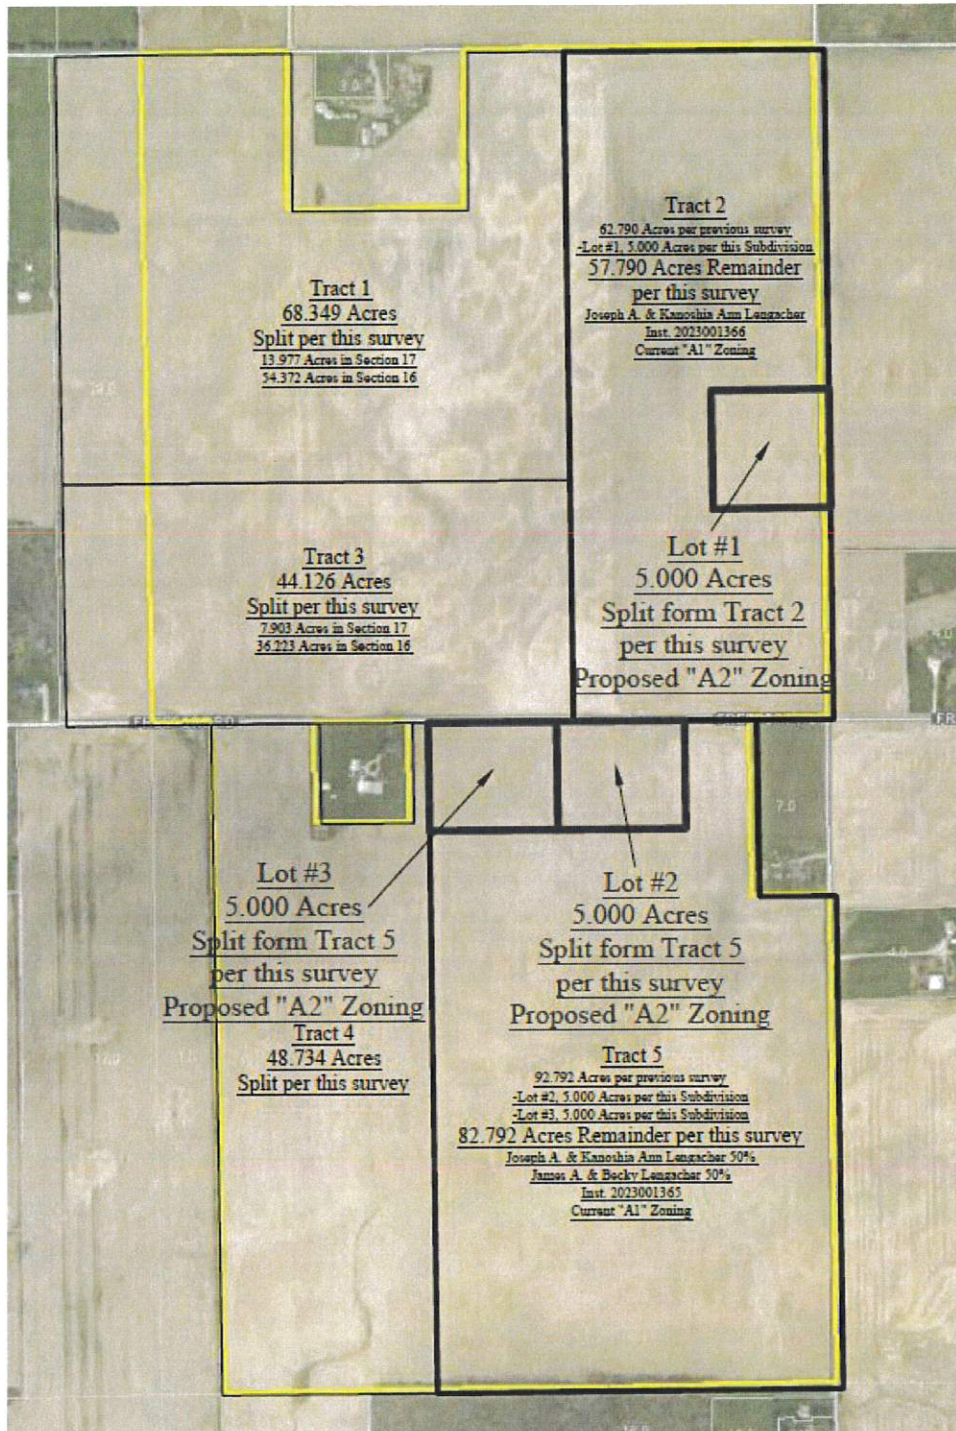 Tract 2
62.790 Acres per previous survey
-Lot #1, 5.000 Acres per this Subdivision
57.790 Acres Remainder
per this survey
Joseph A. & Kanoshia Ann Lengacher
Inst. 2023001366
Current "A1" Zoning
Tract 1
68.349 Acres
Split per this survey
13.977 Acres in Section 17
54.372 Acres in Section 16
Lot #1
5.000 Acres
Split form Tract 2
per this survey
Proposed "A2" Zoning
Tract 3
44.126 Acres
Split per this survey
7.903 Acres in Section 17
36.223 Acres in Section 16
7.0
Lot #3
5.000 Acres
Split form Tract 5
per this survey
Proposed "A2" Zoning
Lot #2
5.000 Acres
Split form Tract 5
per this survey
Proposed "A2" Zoning
Tract 4
48.734 Acres
Split per this survey
Tract 5
92.792 Acres per previous survey
-Lot #2, 5.000 Acres per this Subdivision
-Lot #3, 5.000 Acres per this Subdivision
82.792 Acres Remainder per this survey
Joseph A. & Kanoshia Ann Lengacher 50%
James A. & Becky Lengacher 50%
Inst. 2023001365
Current "A1" Zoning